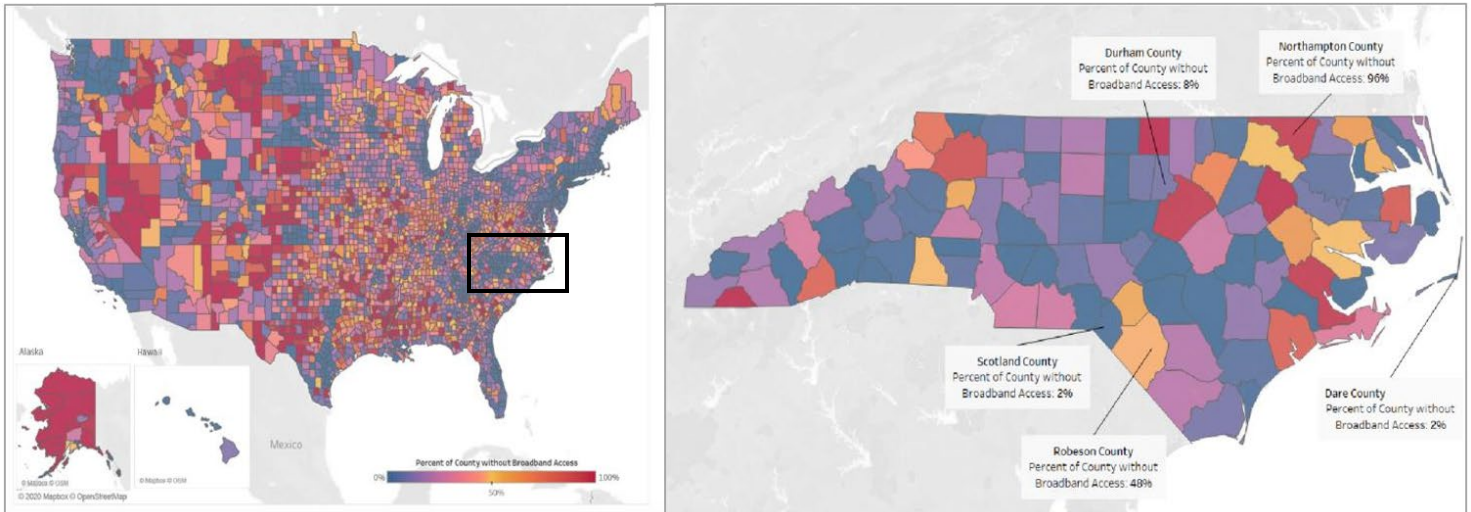 Alaska
Hawaii
Mexico
© Mapbox © OSM
© Mapbox © OSM
© 2020 Mapbox © OpenStreetMap
Percent of County without Broadband Access
0%
100%
50%
Durham County
Percent of County without
Broadband Access: 8%
Northampton County
Percent of County without
Broadband Access: 96%
Scotland County
Percent of County without
Broadband Access: 2%
Robeson County
Percent of County without
Broadband Access: 48%
Dare County
Percent of County without
Broadband Access: 2%